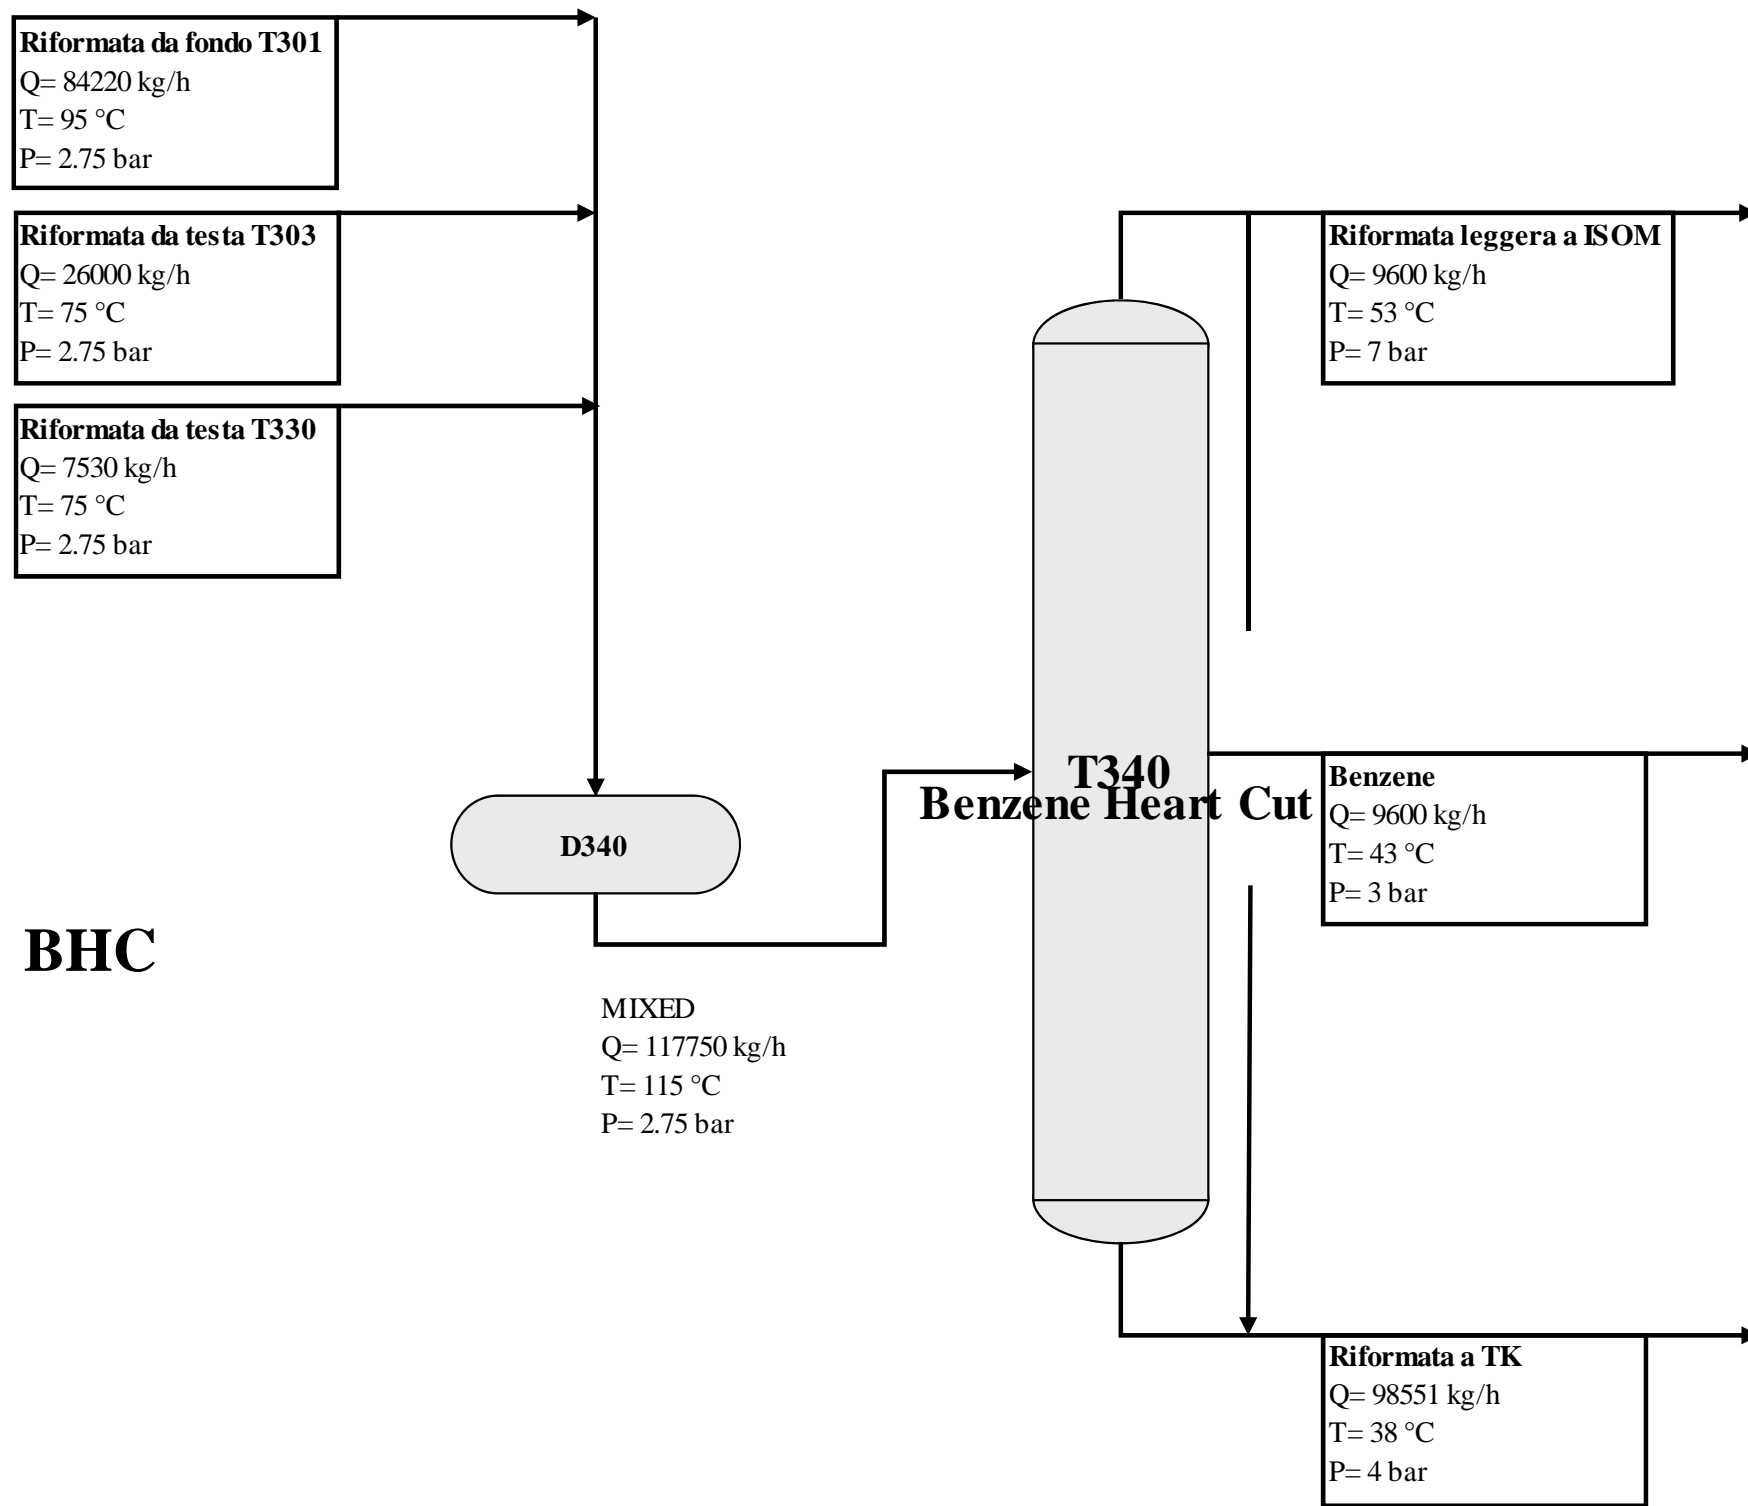 Riformata da fondo T301
Q= 84220 kg/h
T= 95 °C
P= 2.75 bar
Riformata da testa T303
Q= 26000 kg/h
T= 75 °C
P= 2.75 bar
Riformata da testa T330
Q= 7530 kg/h
T= 75 °C
P= 2.75 bar
Riformata leggera a ISOM
Q= 9600 kg/h
T= 53 °C
P= 7 bar
T340
Benzene Heart Cut
Benzene
Q= 9600 kg/h
T= 43 °C
P= 3 bar
D340
BHC
MIXED
Q= 117750 kg/h
T= 115 °C
P= 2.75 bar
Riformata a TK
Q= 98551 kg/h
T= 38 °C
P= 4 bar